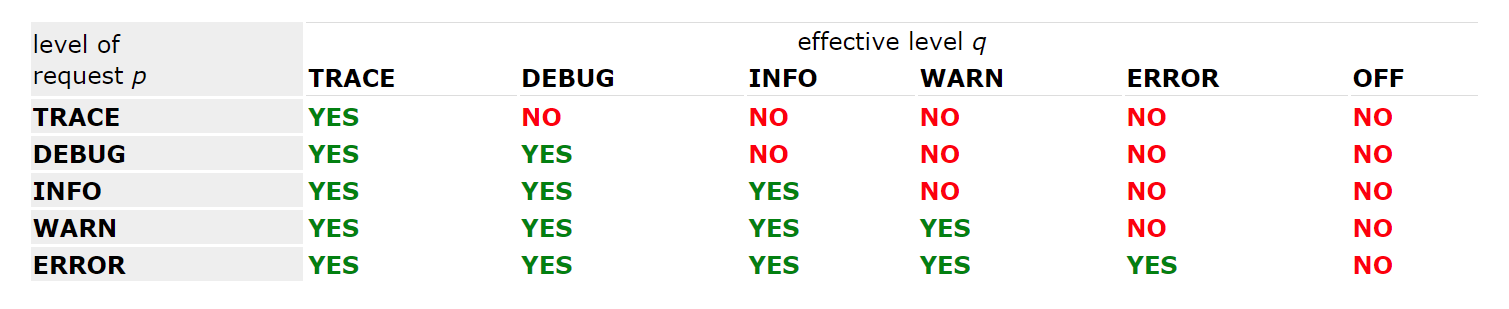 level of
request p
effective level q
TRACE DEBUG INFO WARN ERROR OFF
TRACE YES NO NO NO NO NO
DEBUG YES YES NO NO NO NO
INFO YES YES YES NO NO NO
WARN YES YES YES YES NO NO
ERROR YES YES YES YES YES NO